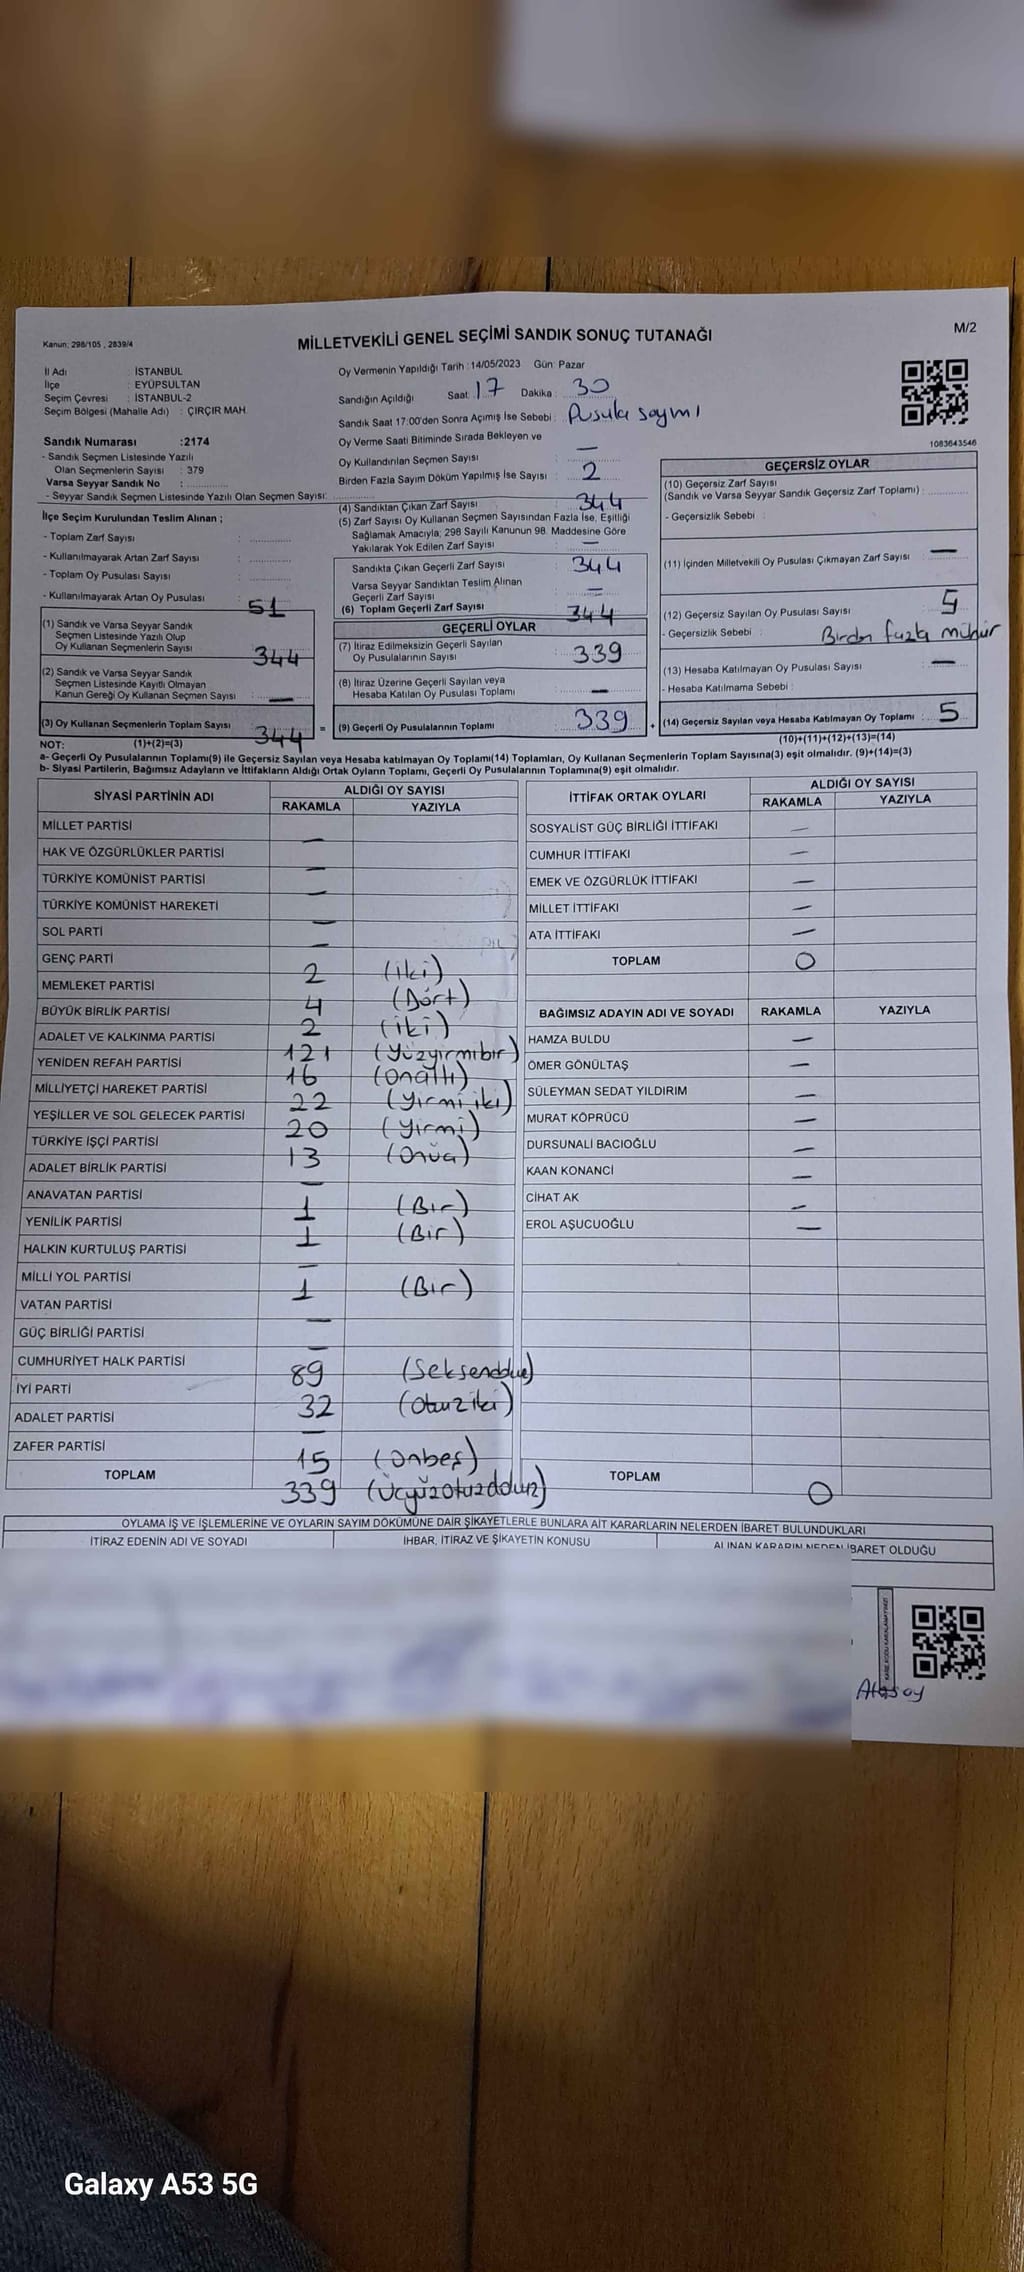 Kanun; 298/105 , 2839/4
MİLLETVEKİLİ GENEL SEÇİMİ SANDIK SONUÇ TUTANAĞI
M/2
İl Adı : İSTANBUL
İlçe : EYÜPSULTAN
Seçim Çevresi : İSTANBUL-2
Seçim Bölgesi (Mahalle Adı) : ÇIRÇIR MAH.
Oy Vermenin Yapıldığı Tarih : 14/05/2023 Gün: Pazar
Sandığın Açıldığı Saat: 17 Dakika : 30
Sandık Saat 17:00'den Sonra Açımış İse Sebebi : Pusula sayımı
Oy Verme Saati Bitiminde Sırada Bekleyen ve
Oy Kullandırılan Seçmen Sayısı : —
Birden Fazla Sayım Döküm Yapılmış İse Sayısı : 2
1083643546
Sandık Numarası :2174
- Sandık Seçmen Listesinde Yazılı
Olan Seçmenlerin Sayısı : 379
Varsa Seyyar Sandık No :
- Seyyar Sandık Seçmen Listesinde Yazılı Olan Seçmen Sayısı:
İlçe Seçim Kurulundan Teslim Alınan ;
- Toplam Zarf Sayısı :
- Kullanılmayarak Artan Zarf Sayısı :
- Toplam Oy Pusulası Sayısı :
- Kullanılmayarak Artan Oy Pusulası : 51
(1) Sandık ve Varsa Seyyar Sandık
Seçmen Listesinde Yazılı Olup
Oy Kullanan Seçmenlerin Sayısı : 344
(2) Sandık ve Varsa Seyyar Sandık
Seçmen Listesinde Kayıtlı Olmayan
Kanun Gereği Oy Kullanan Seçmen Sayısı : —
(3) Oy Kullanan Seçmenlerin Toplam Sayısı : 344 =
(1)+(2)=(3)
(4) Sandıktan Çıkan Zarf Sayısı : 344
(5) Zarf Sayısı Oy Kullanan Seçmen Sayısından Fazla İse, Eşitliği
Sağlamak Amacıyla; 298 Sayılı Kanunun 98. Maddesine Göre
Yakılarak Yok Edilen Zarf Sayısı : —
Sandıkta Çıkan Geçerli Zarf Sayısı : 344
Varsa Seyyar Sandıktan Teslim Alınan
Geçerli Zarf Sayısı : —
(6) Toplam Geçerli Zarf Sayısı : 344
GEÇERLİ OYLAR
(7) İtiraz Edilmeksizin Geçerli Sayılan
Oy Pusulalarının Sayısı : 339
(8) İtiraz Üzerine Geçerli Sayılan veya
Hesaba Katılan Oy Pusulası Toplamı : —
(9) Geçerli Oy Pusulalarının Toplamı : 339 +
GEÇERSİZ OYLAR
(10) Geçersiz Zarf Sayısı
(Sandık ve Varsa Seyyar Sandık Geçersiz Zarf Toplamı) :
- Geçersizlik Sebebi :
(11) İçinden Milletvekili Oy Pusulası Çıkmayan Zarf Sayısı : —
(12) Geçersiz Sayılan Oy Pusulası Sayısı : 5
- Geçersizlik Sebebi : Birden fazla mühür
(13) Hesaba Katılmayan Oy Pusulası Sayısı : —
- Hesaba Katılmama Sebebi :
(14) Geçersiz Sayılan veya Hesaba Katılmayan Oy Toplamı : 5
(10)+(11)+(12)+(13)=(14)
NOT:
a- Geçerli Oy Pusulalarının Toplamı(9) ile Geçersiz Sayılan veya Hesaba katılmayan Oy Toplamı(14) Toplamları, Oy Kullanan Seçmenlerin Toplam Sayısına(3) eşit olmalıdır. (9)+(14)=(3)
b- Siyasi Partilerin, Bağımsız Adayların ve İttifakların Aldığı Ortak Oyların Toplamı, Geçerli Oy Pusulalarının Toplamına(9) eşit olmalıdır.
SİYASİ PARTİNİN ADI
ALDIĞI OY SAYISI
RAKAMLA YAZIYLA
MİLLET PARTİSİ —
HAK VE ÖZGÜRLÜKLER PARTİSİ —
TÜRKİYE KOMÜNİST PARTİSİ —
TÜRKİYE KOMÜNİST HAREKETİ —
SOL PARTİ —
GENÇ PARTİ 2 (iki)
MEMLEKET PARTİSİ 4 (Dört)
BÜYÜK BİRLİK PARTİSİ 2 (iki)
ADALET VE KALKINMA PARTİSİ 121 (yüzyirmibir)
YENİDEN REFAH PARTİSİ 16 (onaltı)
MİLLİYETÇİ HAREKET PARTİSİ 22 (yirmi iki)
YEŞİLLER VE SOL GELECEK PARTİSİ 20 (yirmi)
TÜRKİYE İŞÇİ PARTİSİ 13 (onüç)
ADALET BİRLİK PARTİSİ —
ANAVATAN PARTİSİ 1 (Bir)
YENİLİK PARTİSİ 1 (Bir)
HALKIN KURTULUŞ PARTİSİ —
MİLLİ YOL PARTİSİ 1 (Bir)
VATAN PARTİSİ —
GÜÇ BİRLİĞİ PARTİSİ —
CUMHURİYET HALK PARTİSİ 89
İYİ PARTİ 32 (Otuziki)
ADALET PARTİSİ —
ZAFER PARTİSİ 15 (onbeş)
TOPLAM 339
İTTİFAK ORTAK OYLARI
ALDIĞI OY SAYISI
RAKAMLA YAZIYLA
SOSYALİST GÜÇ BİRLİĞİ İTTİFAKI —
CUMHUR İTTİFAKI —
EMEK VE ÖZGÜRLÜK İTTİFAKI —
MİLLET İTTİFAKI —
ATA İTTİFAKI —
TOPLAM 0
BAĞIMSIZ ADAYIN ADI VE SOYADI RAKAMLA YAZIYLA
HAMZA BULDU —
ÖMER GÖNÜLTAŞ —
SÜLEYMAN SEDAT YILDIRIM —
MURAT KÖPRÜCÜ —
DURSUNALİ BACIOĞLU —
KAAN KONANCİ —
CİHAT AK —
EROL AŞUCUOĞLU —
TOPLAM 0
OYLAMA İŞ VE İŞLEMLERİNE VE OYLARIN SAYIM DÖKÜMÜNE DAİR ŞİKAYETLERLE BUNLARA AİT KARARLARIN NELERDEN İBARET BULUNDUKLARI
İTİRAZ EDENİN ADI VE SOYADI İHBAR, İTİRAZ VE ŞİKAYETİN KONUSU ALINAN KARARIN NEDEN İBARET OLDUĞU
Galaxy A53 5G